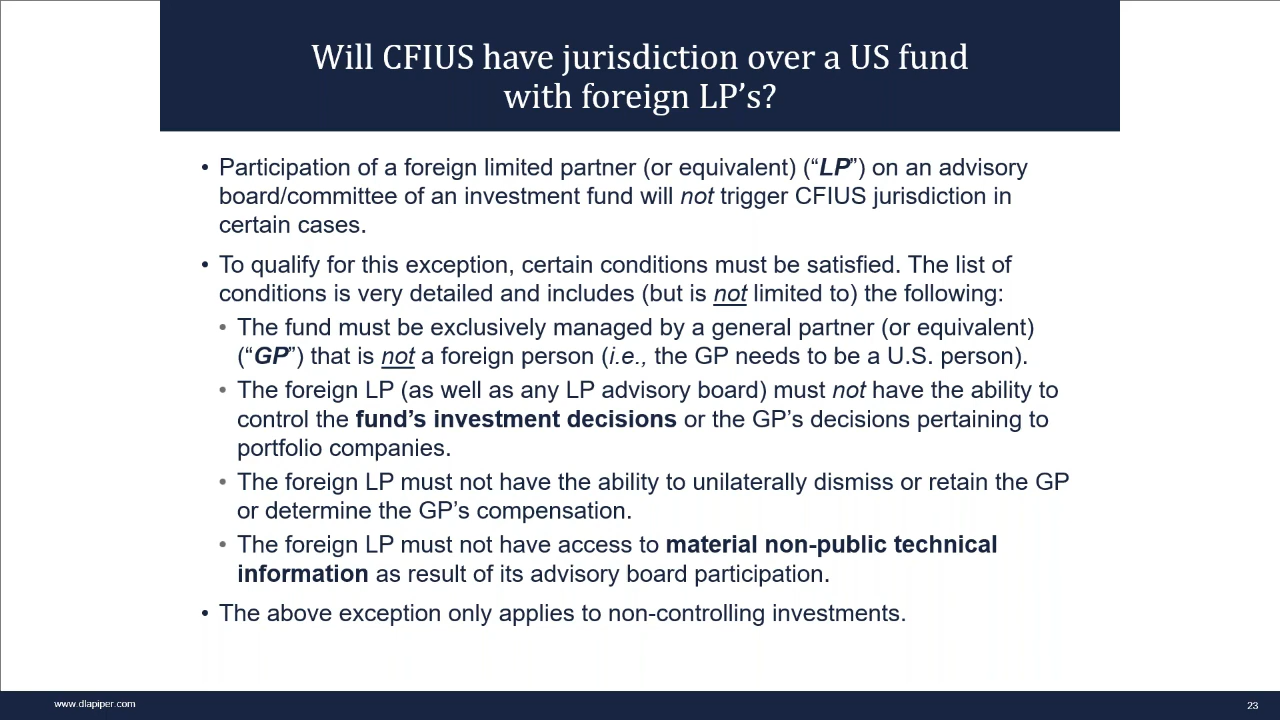 Will CFIUS have jurisdiction over a US fund
with foreign LP’s?
• Participation of a foreign limited partner (or equivalent) (“LP”) on an advisory
board/committee of an investment fund will not trigger CFIUS jurisdiction in
certain cases.
• To qualify for this exception, certain conditions must be satisfied. The list of
conditions is very detailed and includes (but is not limited to) the following:
• The fund must be exclusively managed by a general partner (or equivalent)
(“GP”) that is not a foreign person (i.e., the GP needs to be a U.S. person).
• The foreign LP (as well as any LP advisory board) must not have the ability to
control the fund’s investment decisions or the GP’s decisions pertaining to
portfolio companies.
• The foreign LP must not have the ability to unilaterally dismiss or retain the GP
or determine the GP’s compensation.
• The foreign LP must not have access to material non-public technical
information as result of its advisory board participation.
• The above exception only applies to non-controlling investments.
www.dlapiper.com
23